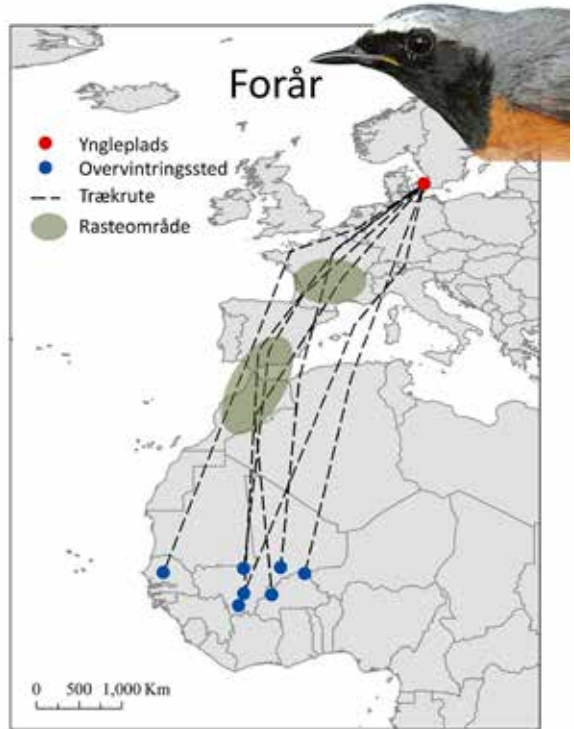 Forår
Yngleplads
Overvintringssted
Trækrute
Rasteområde
0 500 1,000 Km